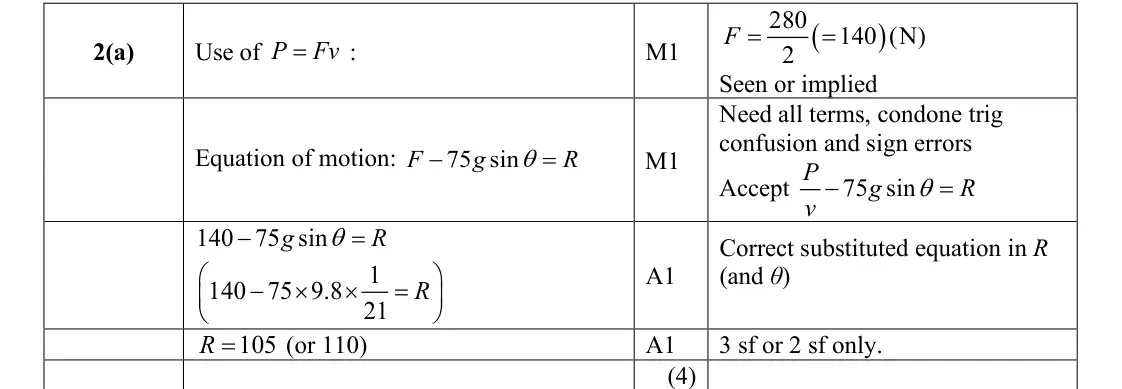 2(a) Use of P = Fv : M1 F = 280/2 (= 140)(N)
Seen or implied
Equation of motion: F − 75g sin θ = R M1 Need all terms, condone trig
confusion and sign errors
Accept P/v − 75g sin θ = R
140 − 75g sin θ = R
(140 − 75 × 9.8 × 1/21 = R) A1 Correct substituted equation in R
(and θ)
R = 105 (or 110) A1 3 sf or 2 sf only.
(4)